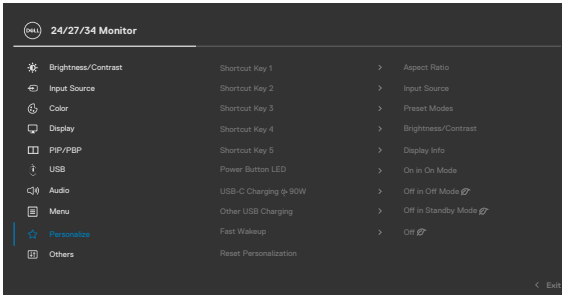 DELL 24/27/34 Monitor
Brightness/Contrast Shortcut Key 1 > Aspect Ratio
Input Source Shortcut Key 2 > Input Source
Color Shortcut Key 3 > Preset Modes
Display Shortcut Key 4 > Brightness/Contrast
PIP/PBP Shortcut Key 5 > Display Info
USB Power Button LED > On in On Mode
Audio USB-C Charging 90W > Off in Off Mode
Menu Other USB Charging > Off in Standby Mode
Personalize Fast Wakeup > Off
Others Reset Personalization
< Exit